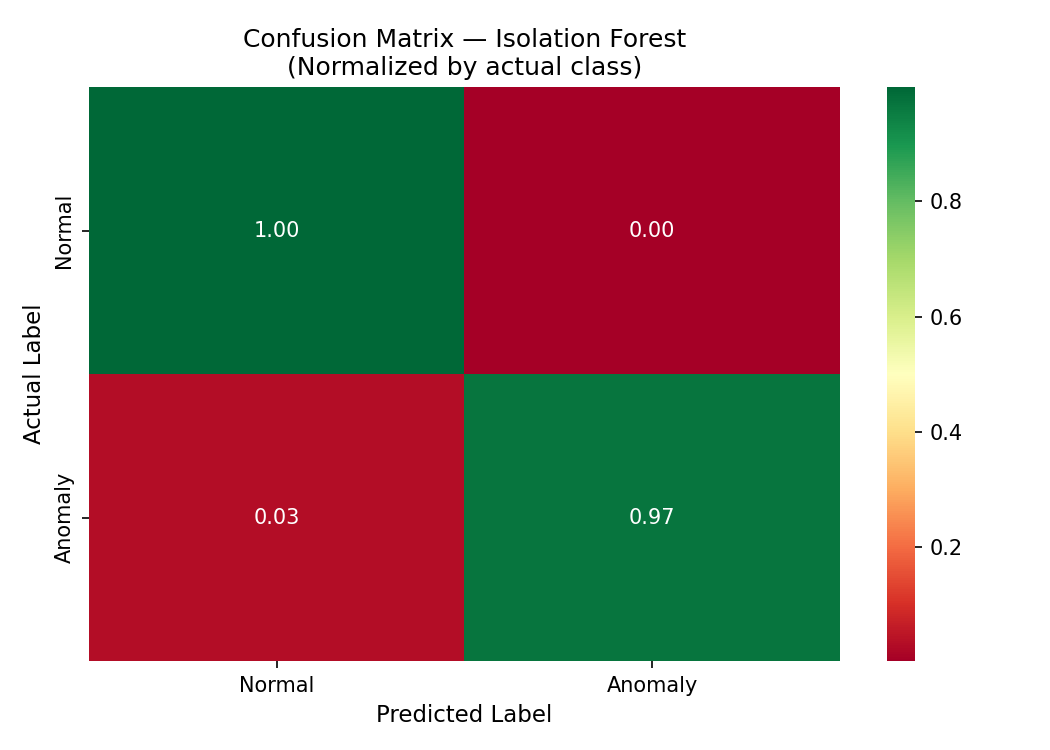 Confusion Matrix — Isolation Forest
(Normalized by actual class)
Actual Label
Normal
1.00
0.00
Anomaly
0.03
0.97
Normal
Anomaly
Predicted Label
0.8
0.6
0.4
0.2